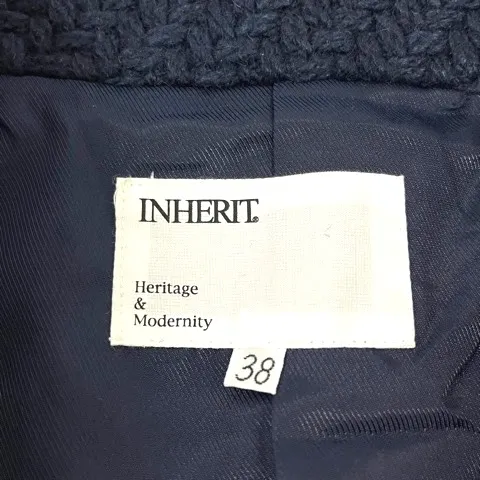 INHERIT.
Heritage
&
Modernity
38